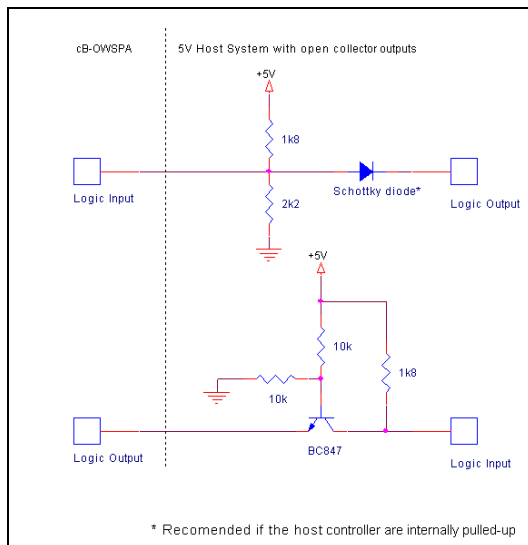 cB-OWSPA
5V Host System with open collector outputs
+5V
1k8
Logic Input
Schottky diode*
Logic Output
2k2
+5V
10k
1k8
10k
Logic Output
BC847
Logic Input
* Recomended if the host controller are internally pulled-up